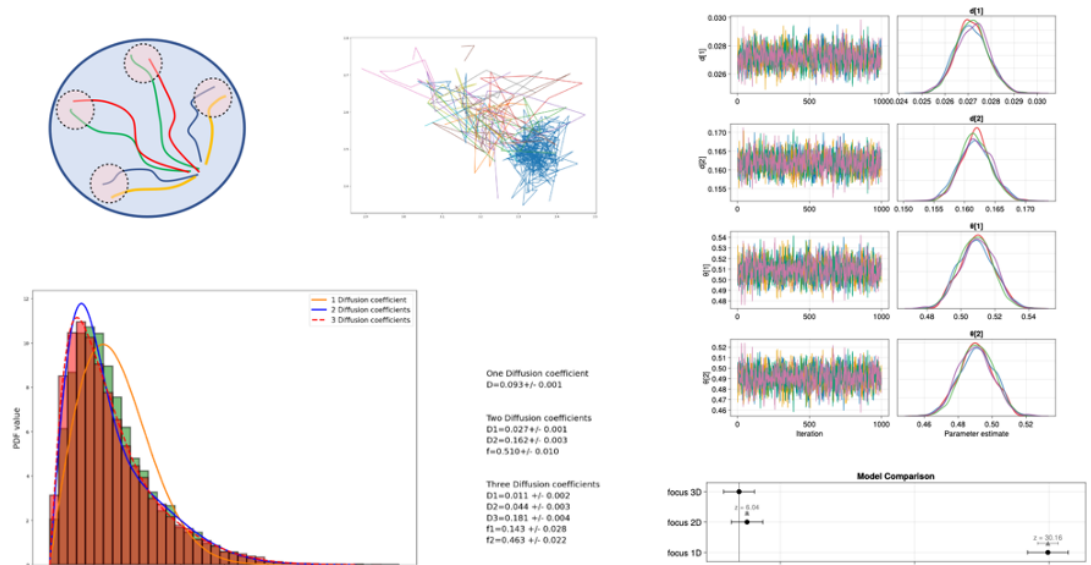 d[1]
0.030
0.028
0.026
d[1]
0
500
1000
0.024
0.025
0.026
0.027
0.028
0.029
0.030
d[2]
0.170
0.165
0.160
0.155
d[2]
0
500
1000
0.150
0.155
0.160
0.165
0.170
θ[1]
0.54
0.53
0.52
0.51
0.50
0.49
0.48
θ[1]
0
500
1000
0.48
0.50
0.52
0.54
θ[2]
0.52
0.51
0.50
0.49
0.48
0.47
0.46
θ[2]
0
500
1000
Iteration
0.46
0.48
0.50
0.52
Parameter estimate
1 Diffusion coefficient
2 Diffusion coefficients
3 Diffusion coefficients
PDF value
12
10
One Diffusion coefficient
D=0.093+/- 0.001
Two Diffusion coefficients
D1=0.027+/- 0.001
D2=0.162+/- 0.003
f=0.510+/- 0.010
Three Diffusion coefficients
D1=0.011 +/- 0.002
D2=0.044 +/- 0.003
D3=0.181 +/- 0.004
f1=0.143 +/- 0.028
f2=0.463 +/- 0.022
Model Comparison
focus 3D
z = 6.04
focus 2D
z = 30.16
focus 1D